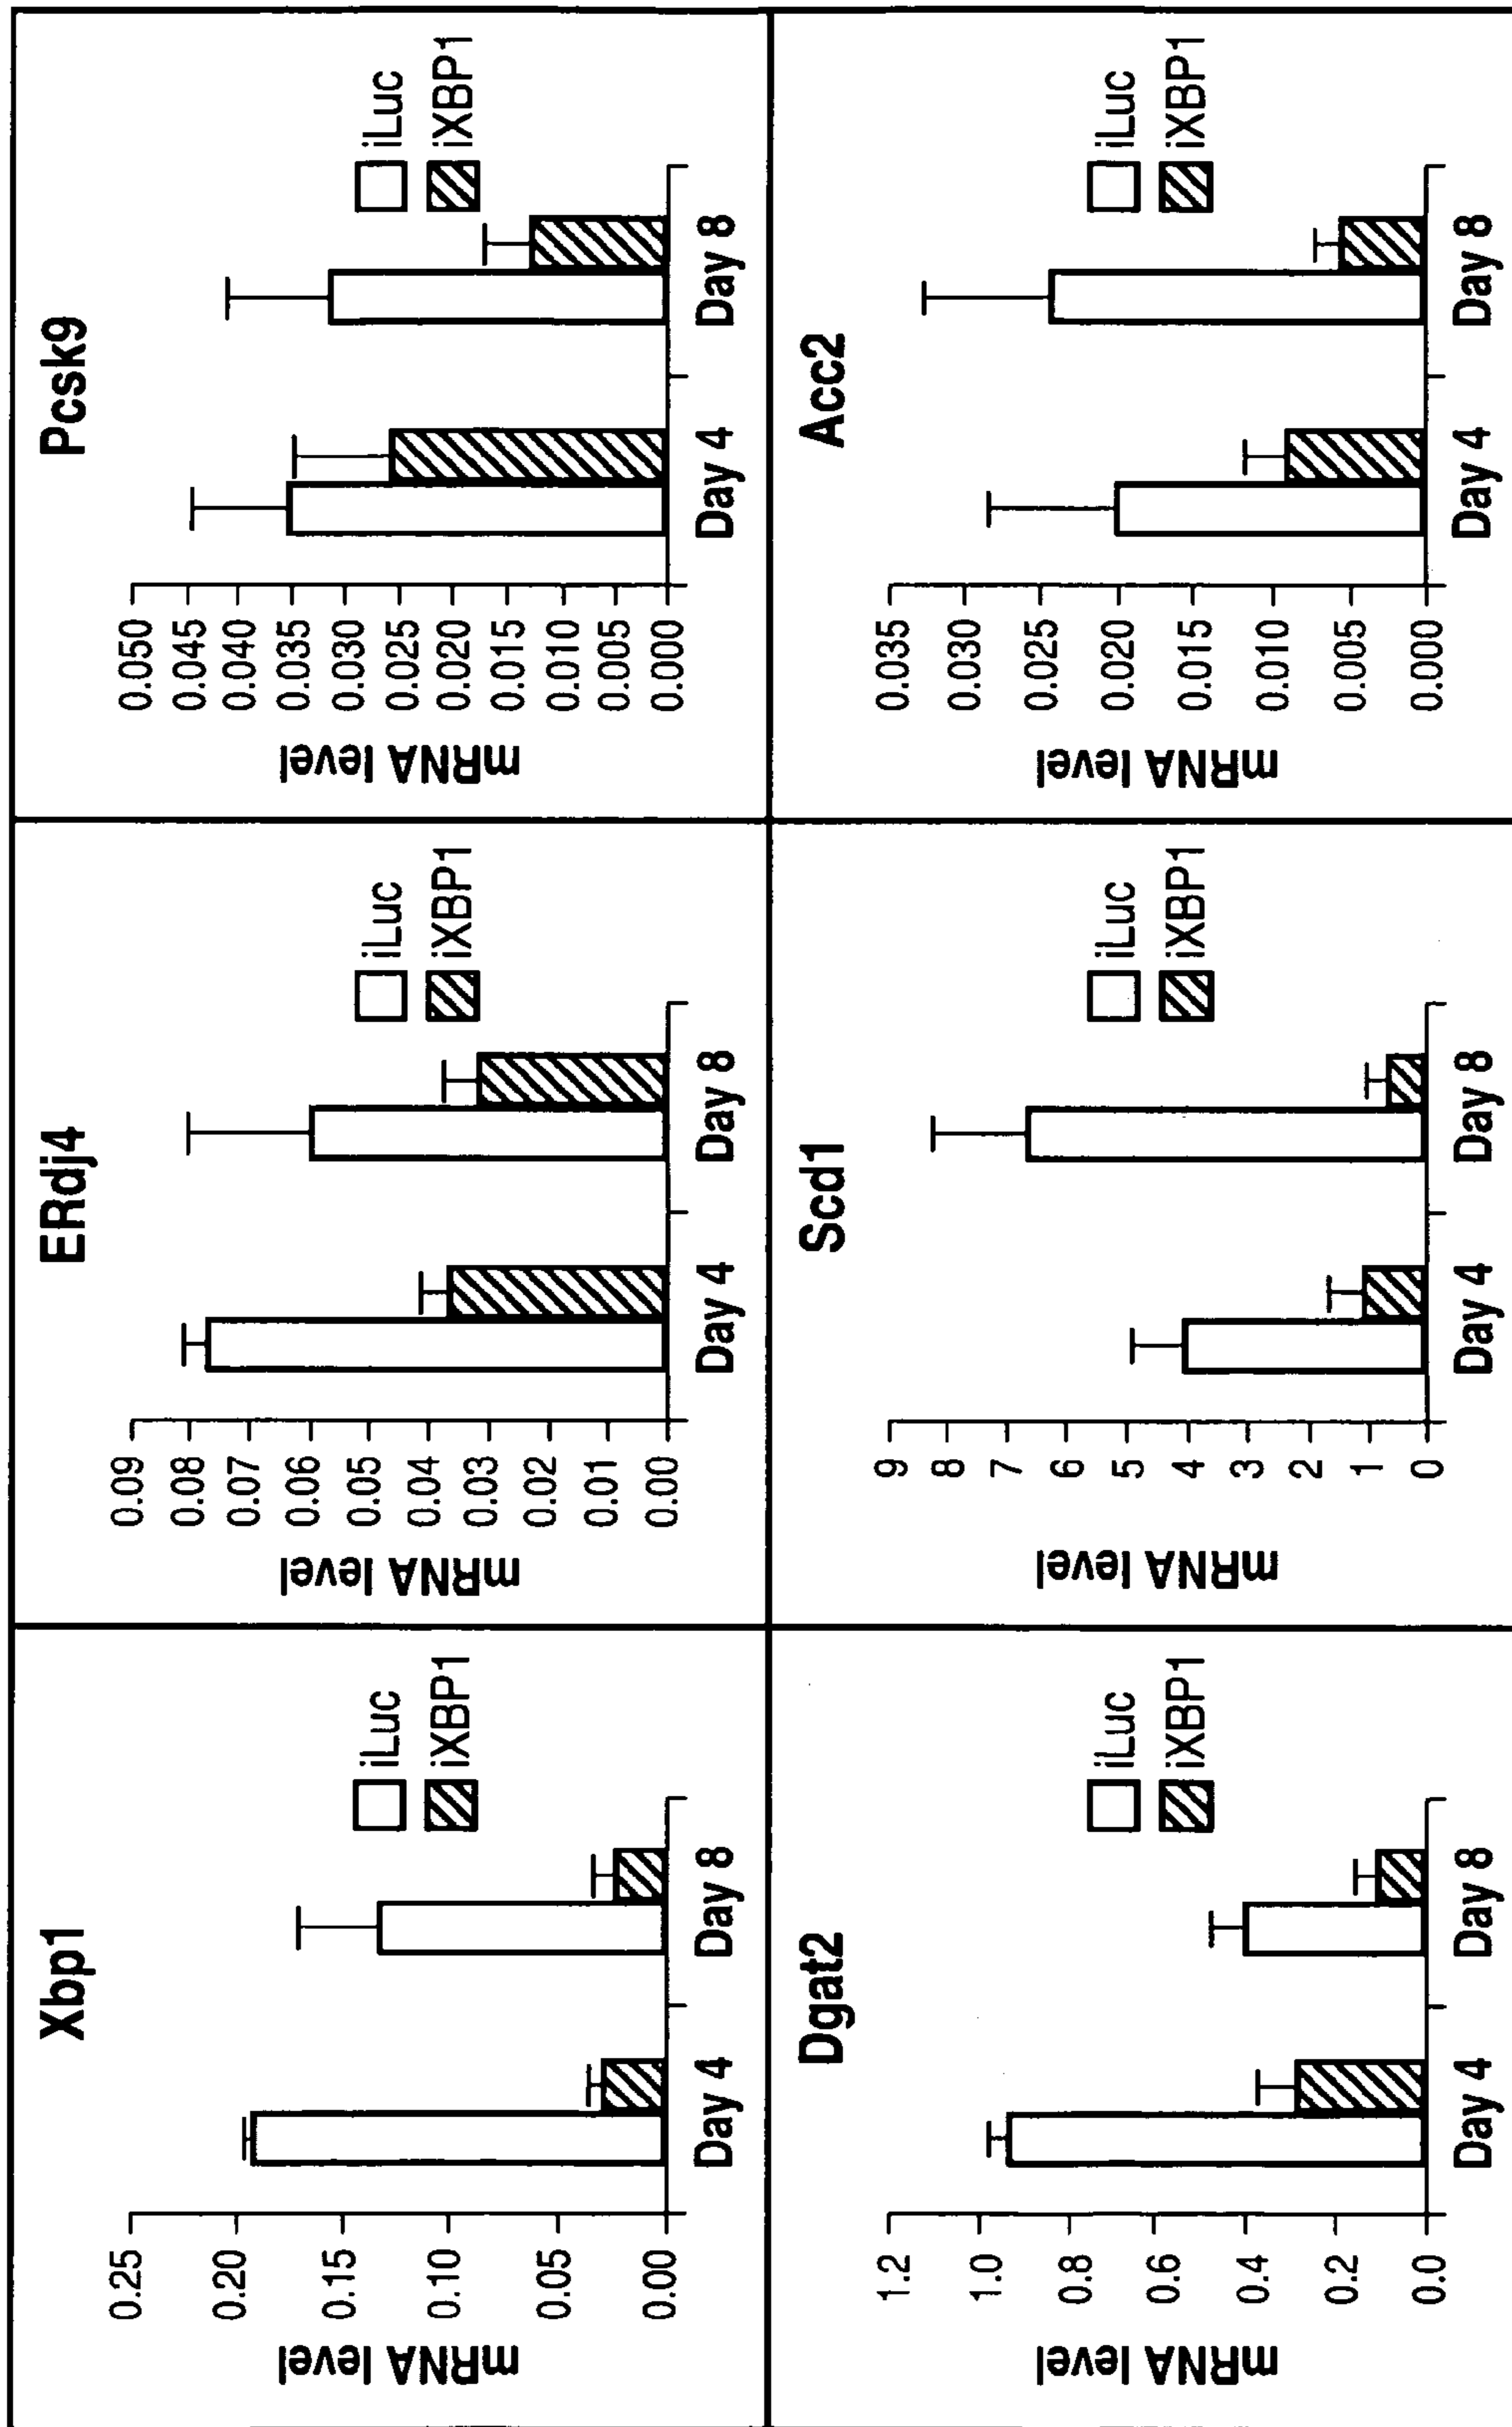 Xbp1
mRNA level
0.25
0.20
0.15
0.10
0.05
0.00
Day 4
Day 8
iLuc
iXBP1
ERdj4
mRNA level
0.09
0.08
0.07
0.06
0.05
0.04
0.03
0.02
0.01
0.00
Day 4
Day 8
iLuc
iXBP1
Pcsk9
mRNA level
0.050
0.045
0.040
0.035
0.030
0.025
0.020
0.015
0.010
0.005
0.000
Day 4
Day 8
iLuc
iXBP1
Dgat2
mRNA level
1.2
1.0
0.8
0.6
0.4
0.2
0.0
Day 4
Day 8
iLuc
iXBP1
Scd1
mRNA level
9
8
7
6
5
4
3
2
1
0
Day 4
Day 8
iLuc
iXBP1
Acc2
mRNA level
0.035
0.030
0.025
0.020
0.015
0.010
0.005
0.000
Day 4
Day 8
iLuc
iXBP1